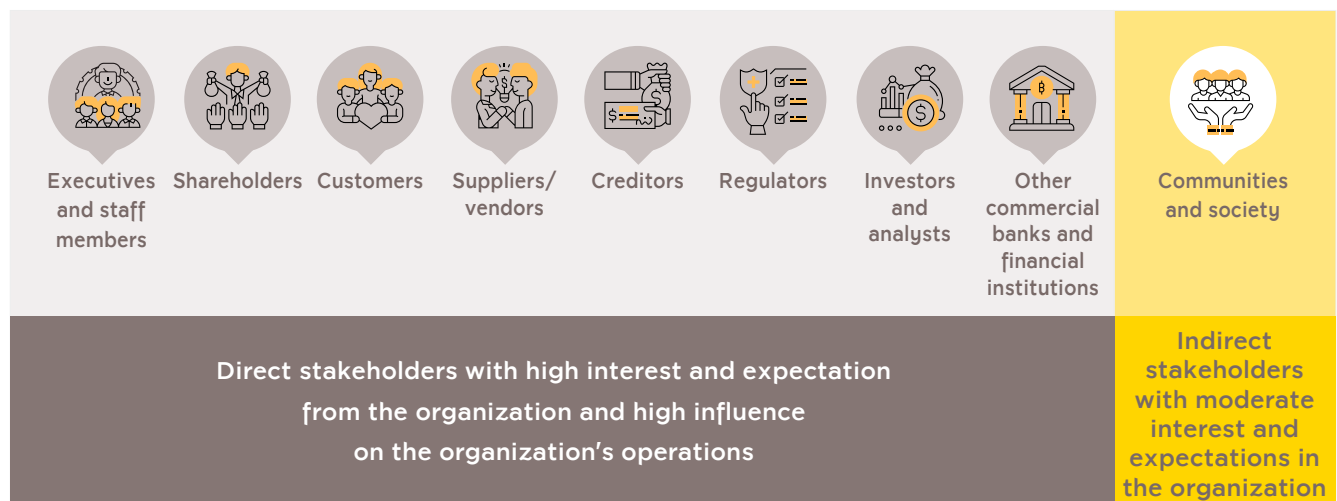 Executives
and staff
members
Shareholders
Customers
Suppliers/
vendors
Creditors
Regulators
Investors
and
analysts
Other
commercial
banks and
financial
institutions
Communities
and society
Direct stakeholders with high interest and expectation
from the organization and high influence
on the organization's operations
Indirect
stakeholders
with moderate
interest and
expectations in
the organization